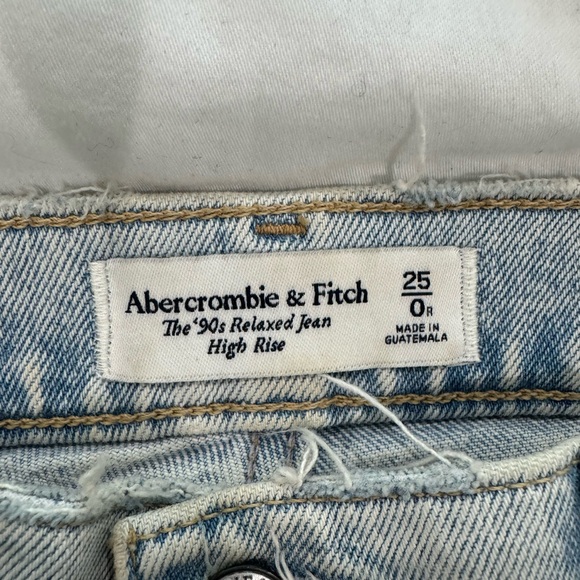 Abercrombie & Fitch
The '90s Relaxed Jean
High Rise
25
0R
MADE IN
GUATEMALA